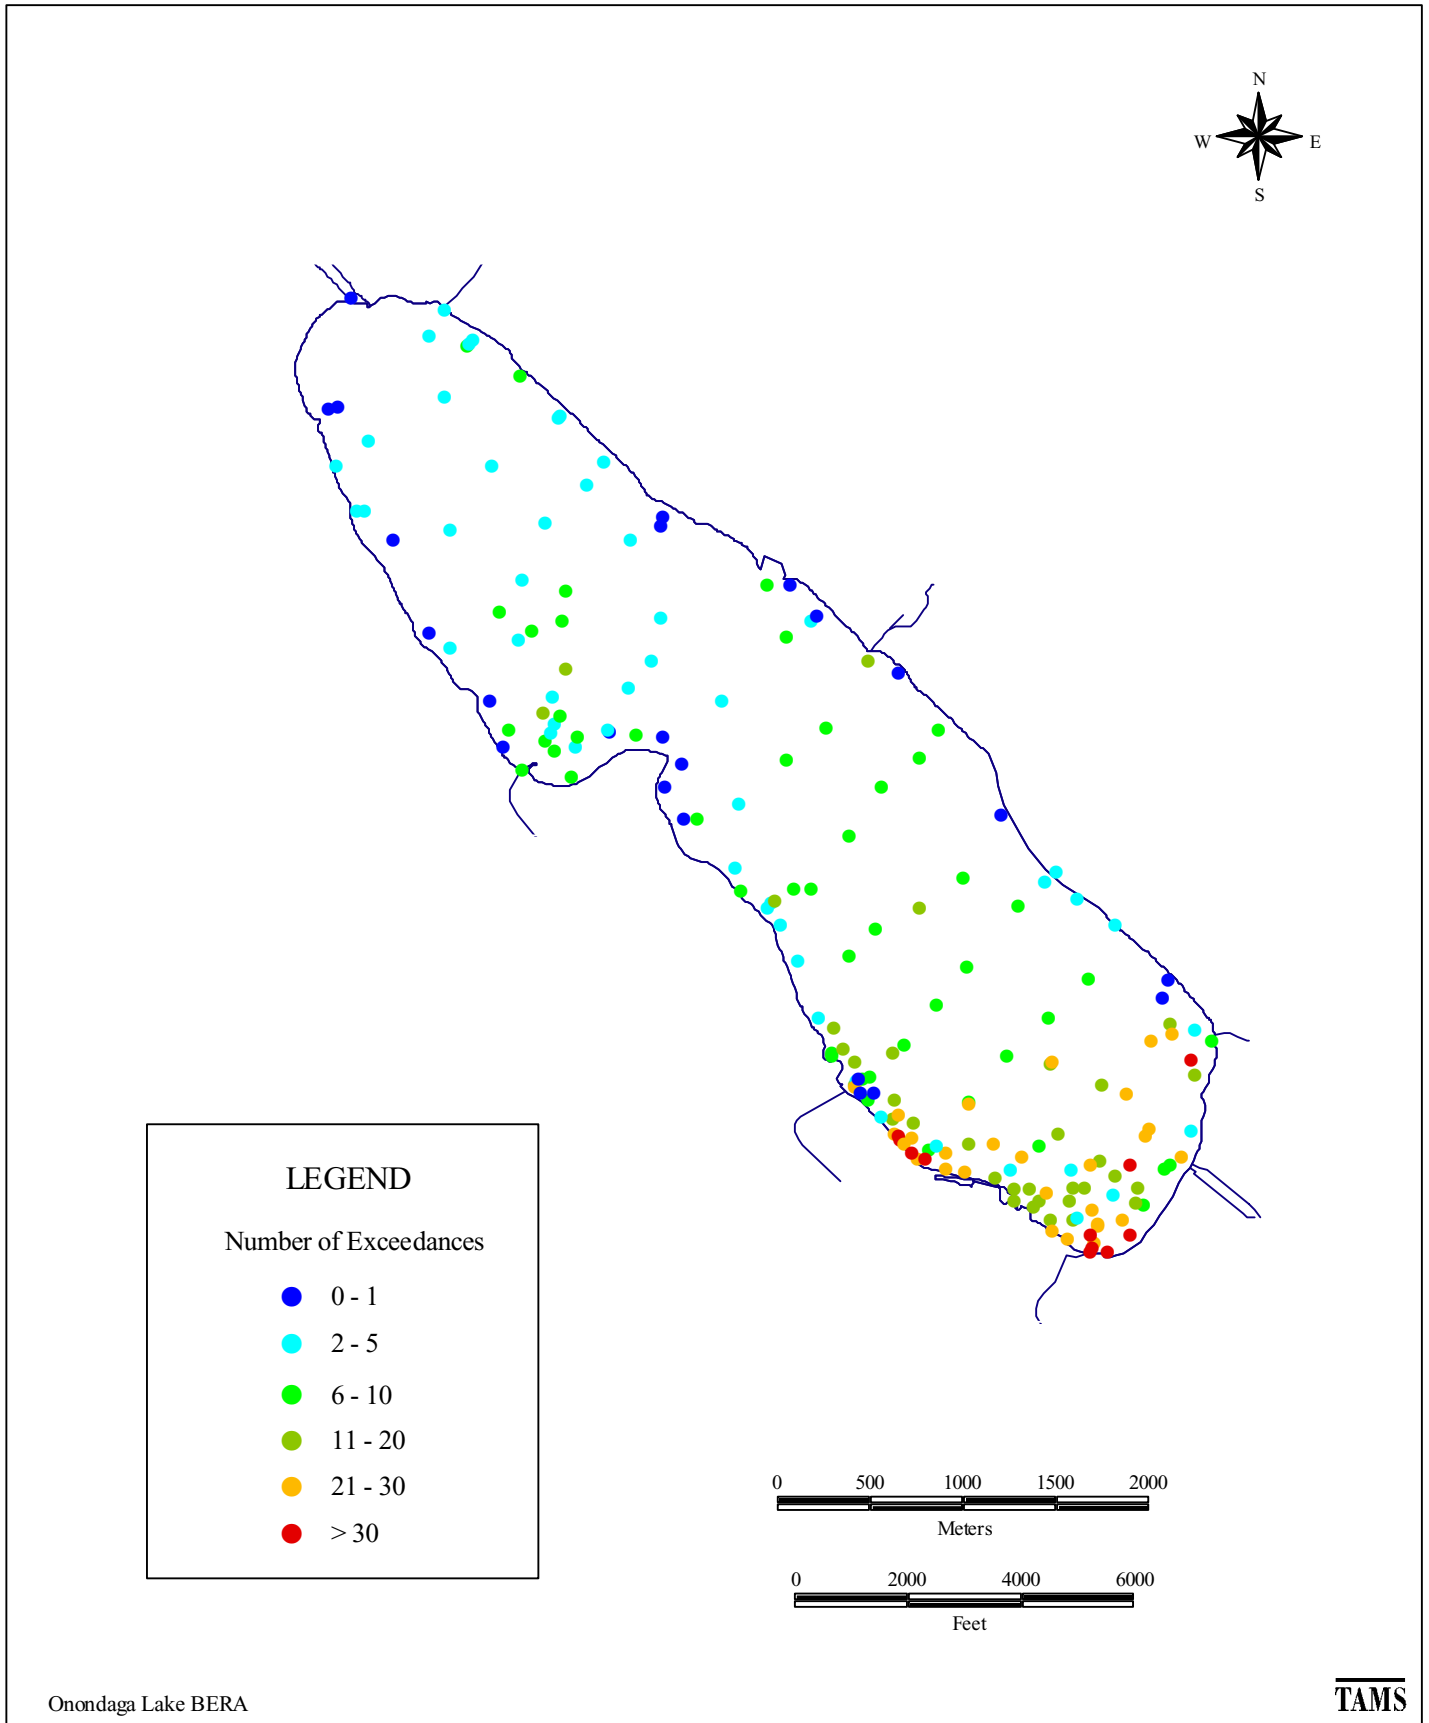 N
W E
S
LEGEND
Number of Exceedances
0 - 1
2 - 5
6 - 10
11 - 20
21 - 30
> 30
0 500 1000 1500 2000
Meters
0 2000 4000 6000
Feet
Onondaga Lake BERA
TAMS